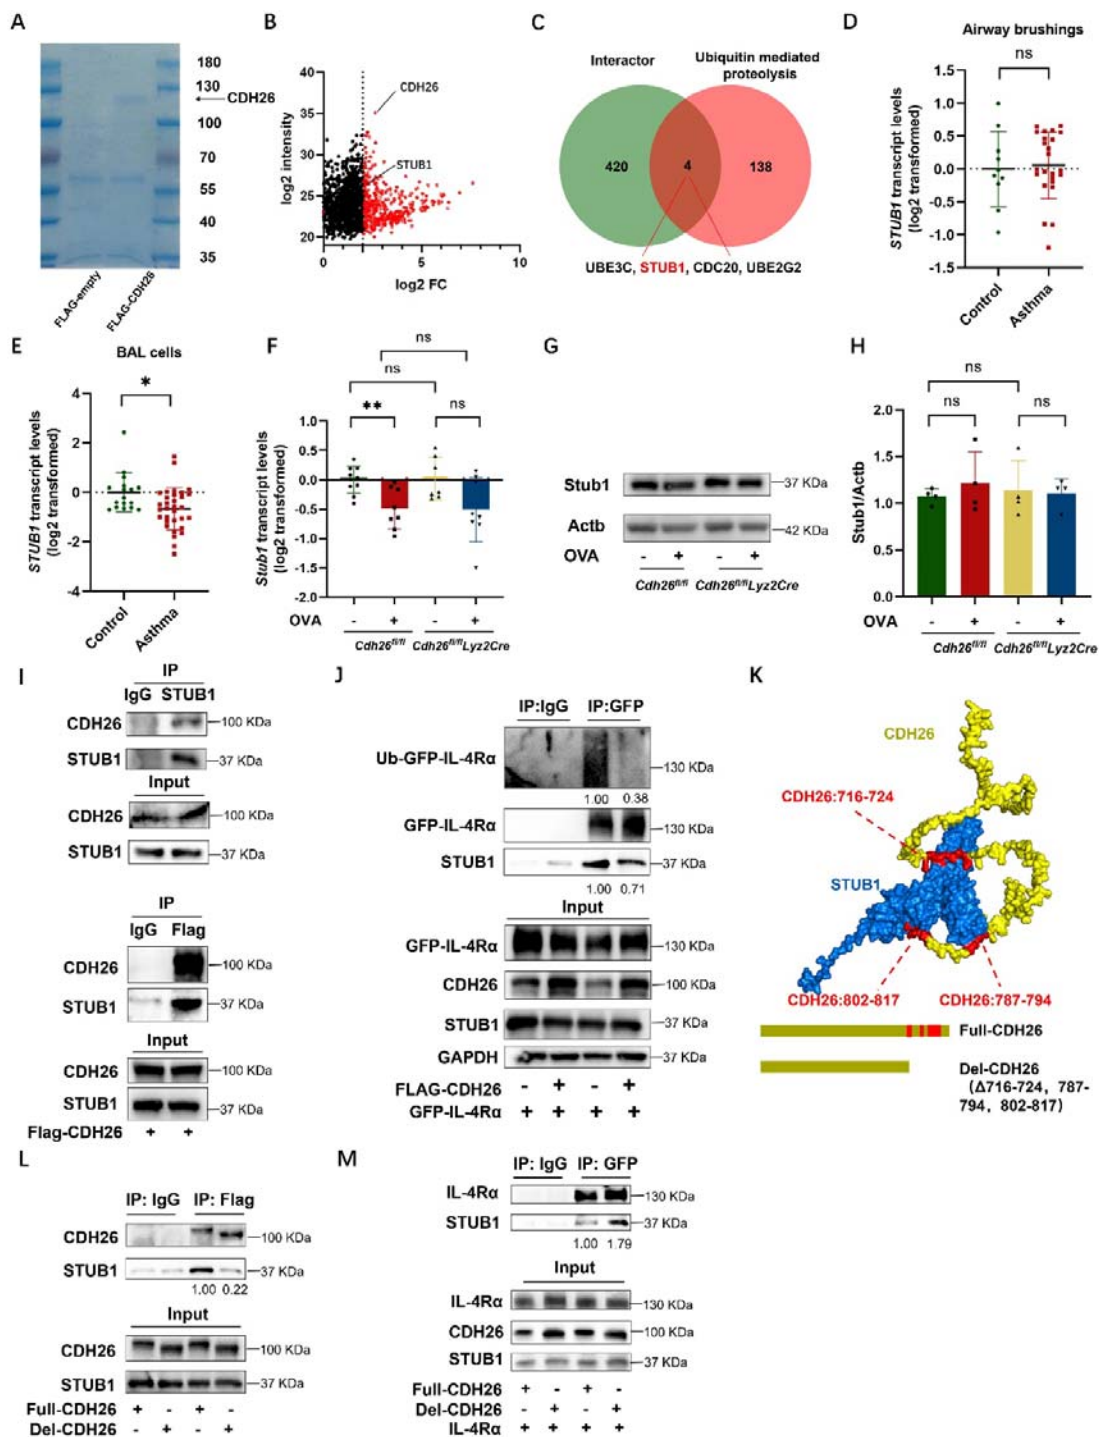 A
180
130
CDH26
100
70
55
40
35
FLAG-empty
FLAG-CDH26
B
log2 intensity
40
35
30
25
20
CDH26
STUB1
0
5
10
log2 FC
C
Interactor
Ubiquitin mediated
proteolysis
420
4
138
UBE3C, STUB1, CDC20, UBE2G2
D
Airway brushings
ns
STUB1 transcript levels
(log2 transformed)
1.5
1.0
0.5
0.0
-0.5
-1.0
-1.5
Control
Asthma
E
BAL cells
*
STUB1 transcript levels
(log2 transformed)
4
2
0
-2
-4
Control
Asthma
F
ns
ns
**
ns
Stub1 transcript levels
(log2 transformed)
1.0
0.5
0.0
-0.5
-1.0
-1.5
-2.0
OVA - + - +
Cdh26fl/fl Cdh26fl/flLyz2Cre
G
Stub1
37 KDa
Actb
42 KDa
OVA - + - +
Cdh26fl/fl Cdh26fl/flLyz2Cre
H
ns
ns
ns
Stub1/Actb
2.0
1.5
1.0
0.5
0.0
OVA - + - +
Cdh26fl/fl Cdh26fl/flLyz2Cre
I
IP
IgG STUB1
CDH26
100 KDa
STUB1
37 KDa
Input
CDH26
100 KDa
STUB1
37 KDa
IP
IgG Flag
CDH26
100 KDa
STUB1
37 KDa
Input
CDH26
100 KDa
STUB1
37 KDa
Flag-CDH26 + +
J
IP:IgG IP:GFP
Ub-GFP-IL-4Rα
130 KDa
1.00 0.38
GFP-IL-4Rα
130 KDa
STUB1
37 KDa
1.00 0.71
Input
GFP-IL-4Rα
130 KDa
CDH26
100 KDa
STUB1
37 KDa
GAPDH
37 KDa
FLAG-CDH26 - + - +
GFP-IL-4Rα + + + +
K
CDH26
CDH26:716-724
STUB1
CDH26:802-817
CDH26:787-794
Full-CDH26
Del-CDH26
(Δ716-724, 787-
794, 802-817)
L
IP: IgG IP: Flag
CDH26
100 KDa
STUB1
37 KDa
1.00 0.22
Input
CDH26
100 KDa
STUB1
37 KDa
Full-CDH26 + - + -
Del-CDH26 - + - +
M
IP: IgG IP: GFP
IL-4Rα
130 KDa
STUB1
37 KDa
1.00 1.79
Input
IL-4Rα
130 KDa
CDH26
100 KDa
STUB1
37 KDa
Full-CDH26 + - + -
Del-CDH26 - + - +
IL-4Rα + + + +